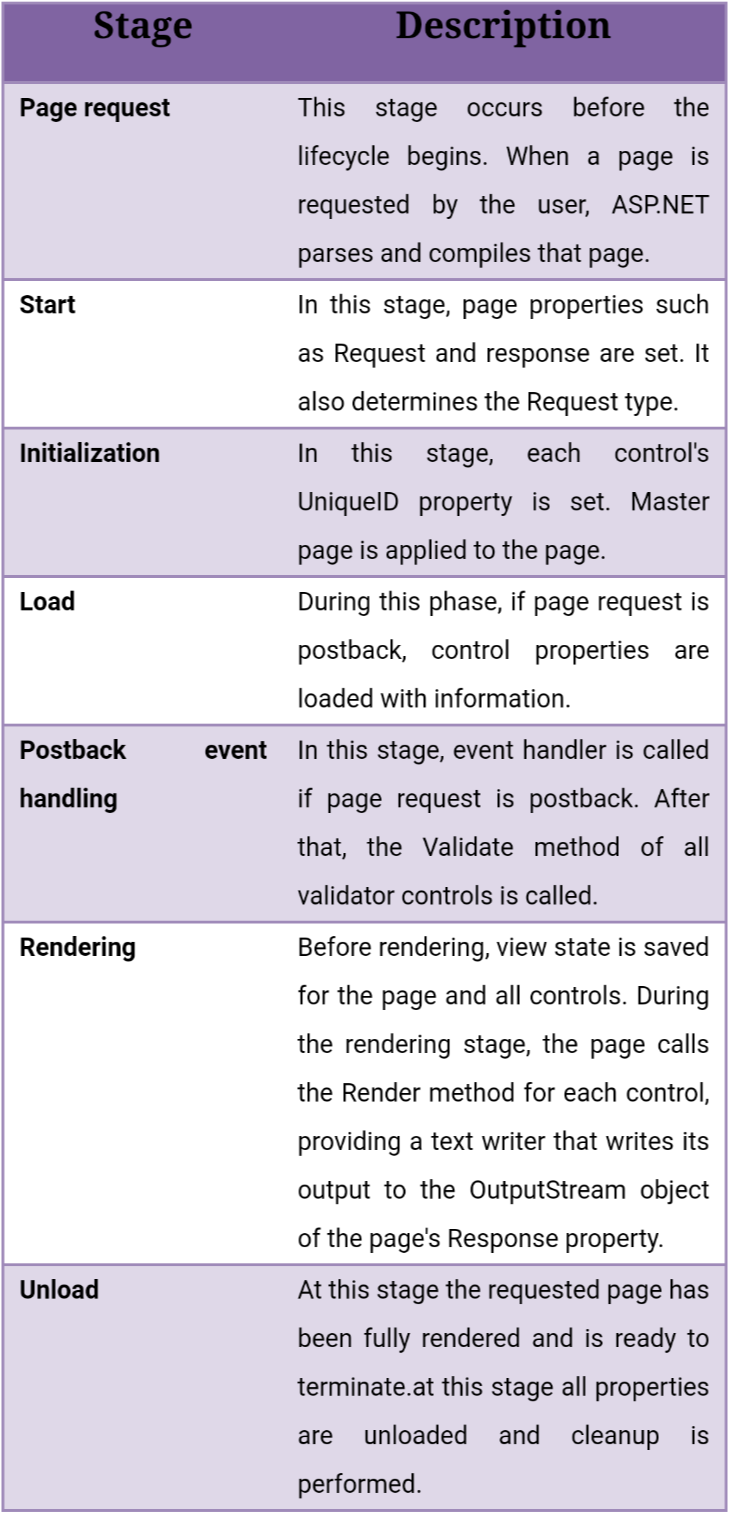 Stage Description
Page request This stage occurs before the
lifecycle begins. When a page is
requested by the user, ASP.NET
parses and compiles that page.
Start In this stage, page properties such
as Request and response are set. It
also determines the Request type.
Initialization In this stage, each control's
UniqueID property is set. Master
page is applied to the page.
Load During this phase, if page request is
postback, control properties are
loaded with information.
Postback event In this stage, event handler is called
handling if page request is postback. After
that, the Validate method of all
validator controls is called.
Rendering Before rendering, view state is saved
for the page and all controls. During
the rendering stage, the page calls
the Render method for each control,
providing a text writer that writes its
output to the OutputStream object
of the page's Response property.
Unload At this stage the requested page has
been fully rendered and is ready to
terminate.at this stage all properties
are unloaded and cleanup is
performed.